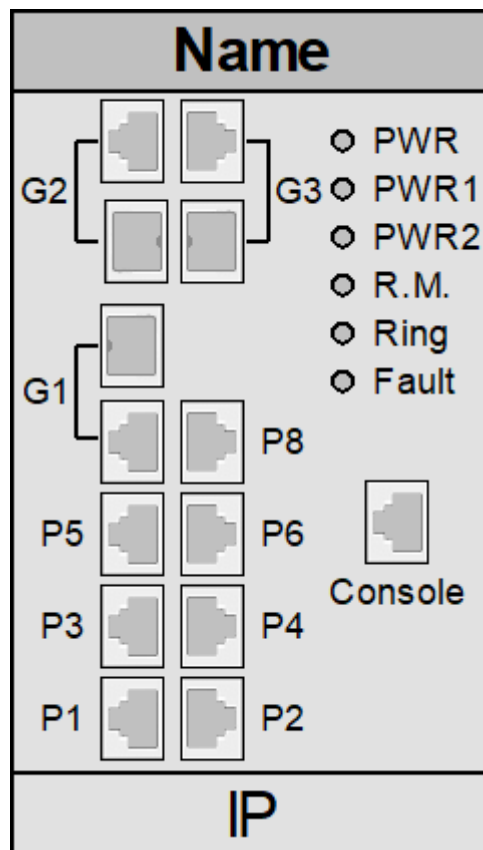 Name
G2
G3
PWR
PWR1
PWR2
R.M.
Ring
Fault
G1
P8
P5
P6
Console
P3
P4
P1
P2
IP